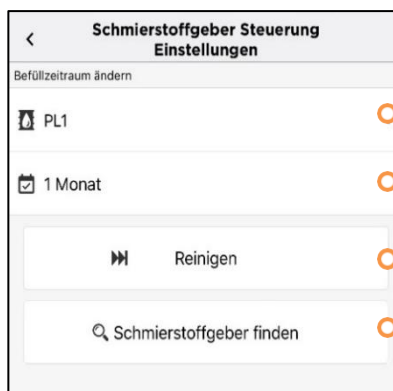 Schmierstoffgeber Steuerung
Einstellungen
Befüllzeitraum ändern
PL1
1 Monat
Reinigen
Schmierstoffgeber finden